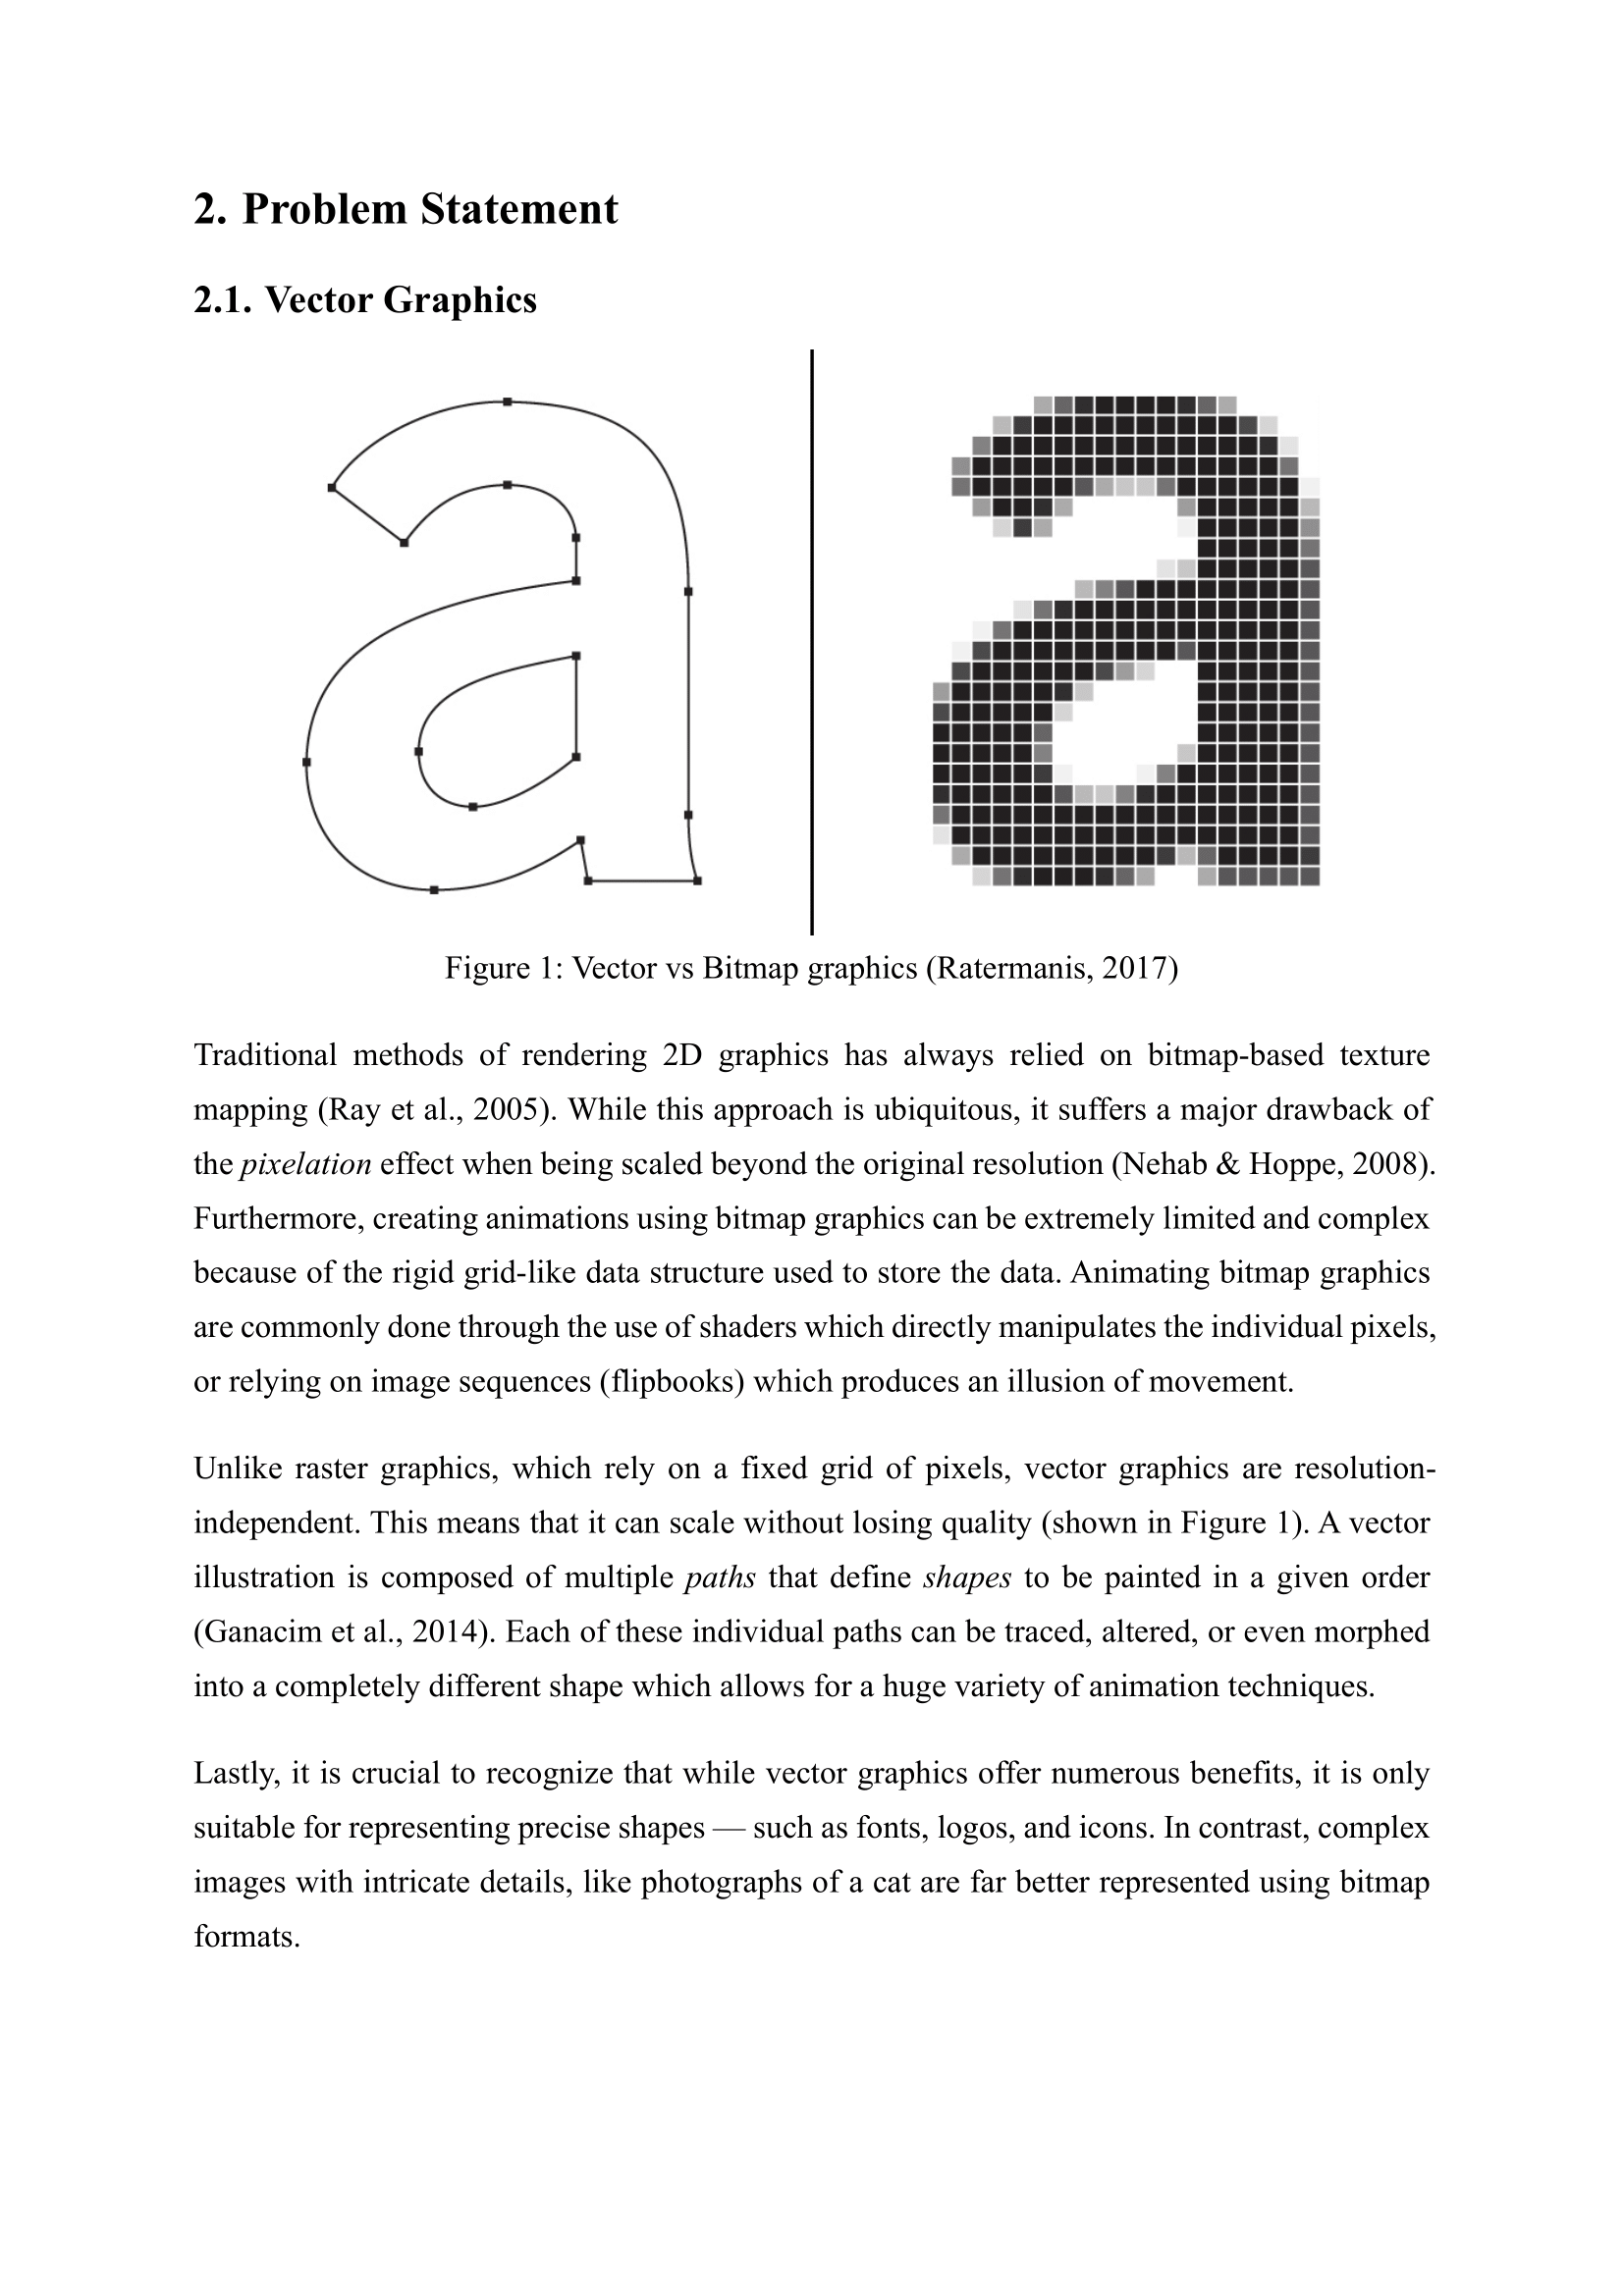 2. Problem Statement
2.1. Vector Graphics
Figure 1: Vector vs Bitmap graphics (Ratermanis, 2017)
Traditional methods of rendering 2D graphics has always relied on bitmap-based texture
mapping (Ray et al., 2005). While this approach is ubiquitous, it suffers a major drawback of
the pixelation effect when being scaled beyond the original resolution (Nehab & Hoppe, 2008).
Furthermore, creating animations using bitmap graphics can be extremely limited and complex
because of the rigid grid-like data structure used to store the data. Animating bitmap graphics
are commonly done through the use of shaders which directly manipulates the individual pixels,
or relying on image sequences (flipbooks) which produces an illusion of movement.
Unlike raster graphics, which rely on a fixed grid of pixels, vector graphics are resolution-
independent. This means that it can scale without losing quality (shown in Figure 1). A vector
illustration is composed of multiple paths that define shapes to be painted in a given order
(Ganacim et al., 2014). Each of these individual paths can be traced, altered, or even morphed
into a completely different shape which allows for a huge variety of animation techniques.
Lastly, it is crucial to recognize that while vector graphics offer numerous benefits, it is only
suitable for representing precise shapes — such as fonts, logos, and icons. In contrast, complex
images with intricate details, like photographs of a cat are far better represented using bitmap
formats.